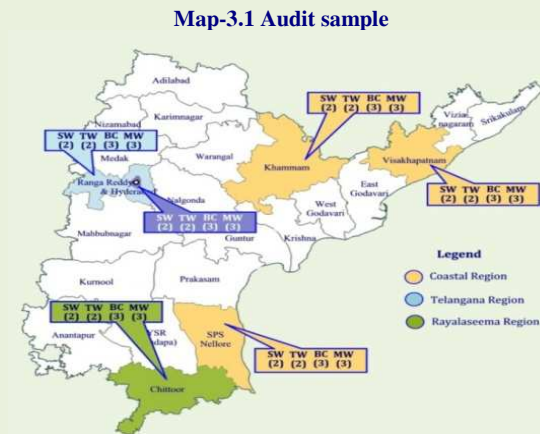 Map-3.1 Audit sample
Adilabad
SW TW BC MW
(2) (2) (3) (3)
Nizamabad
Karimnagar
Vizia
nagaram
Srikakulam
SW TW BC MW
(2) (2) (3) (3)
Medak
Warangal
Khammam
Visakhapatnam
Ranga Reddy
& Hyderabad
East
Godavari
SW TW BC MW
(2) (2) (3) (3)
Nalgonda
West
Godavari
SW TW BC MW
(2) (2) (3) (3)
Mahbubnagar
Guntur
Krishna
Legend
Coastal Region
Telangana Region
Rayalaseema Region
Kurnool
Prakasam
SW TW BC MW
(2) (2) (3) (3)
Anantapur
YSR
dapa)
SPS
Nellore
SW TW BC MW
(2) (2) (3) (3)
Chittoor